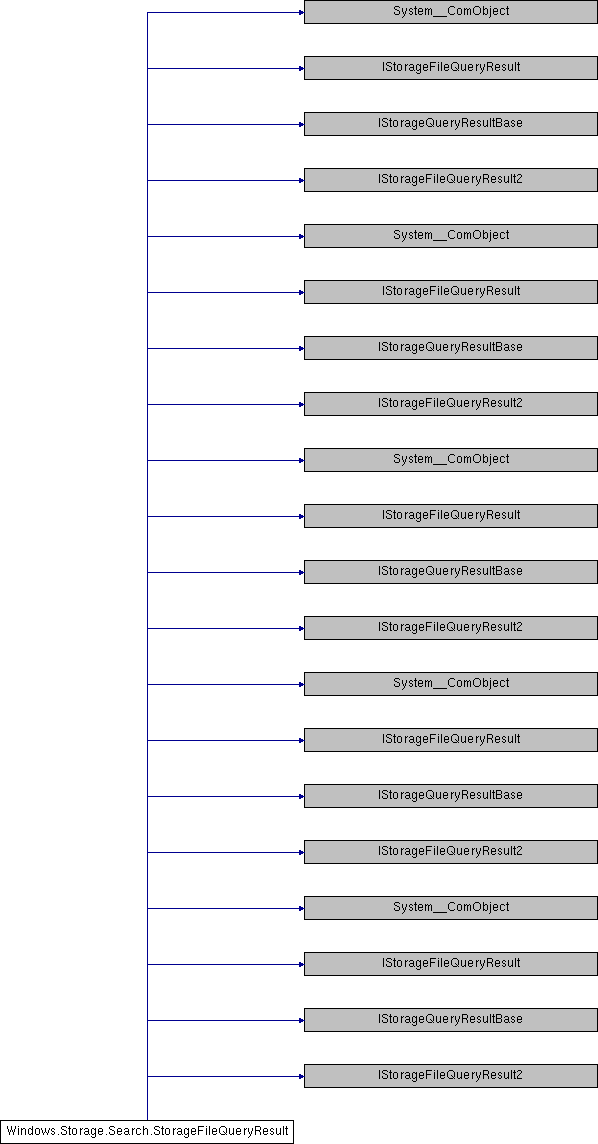 System__ComObject
IStorageFileQueryResult
IStorageQueryResultBase
IStorageFileQueryResult2
System__ComObject
IStorageFileQueryResult
IStorageQueryResultBase
IStorageFileQueryResult2
System__ComObject
IStorageFileQueryResult
IStorageQueryResultBase
IStorageFileQueryResult2
System__ComObject
IStorageFileQueryResult
IStorageQueryResultBase
IStorageFileQueryResult2
System__ComObject
IStorageFileQueryResult
IStorageQueryResultBase
IStorageFileQueryResult2
Windows.Storage.Search.StorageFileQueryResult